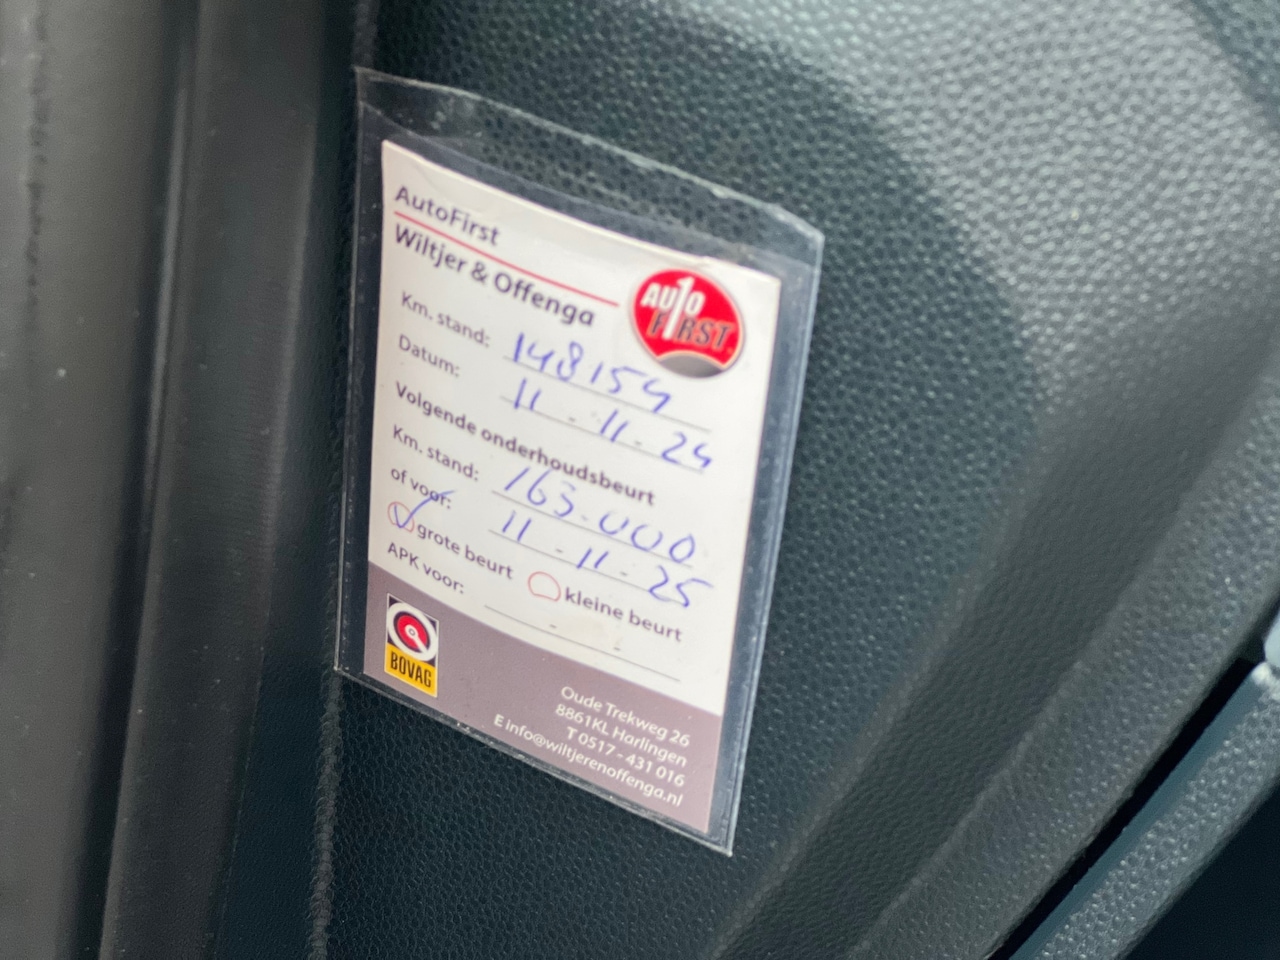 AutoFirst
Wiltjer & Offenga
AUTO
FIRST
Km. stand: 148154
Datum: 11-11-24
Volgende onderhoudsbeurt
Km. stand: 163.000
of voor: 11-11-25
grote beurt kleine beurt
APK voor: - -
BOVAG
Oude Trekweg 26
8861KL Harlingen
T 0517 - 431 016
E info@wiltjerenoffenga.nl